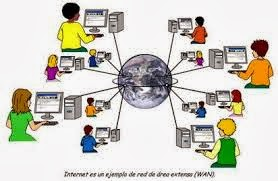 Internet es un ejemplo de red de área extensa (WAN).